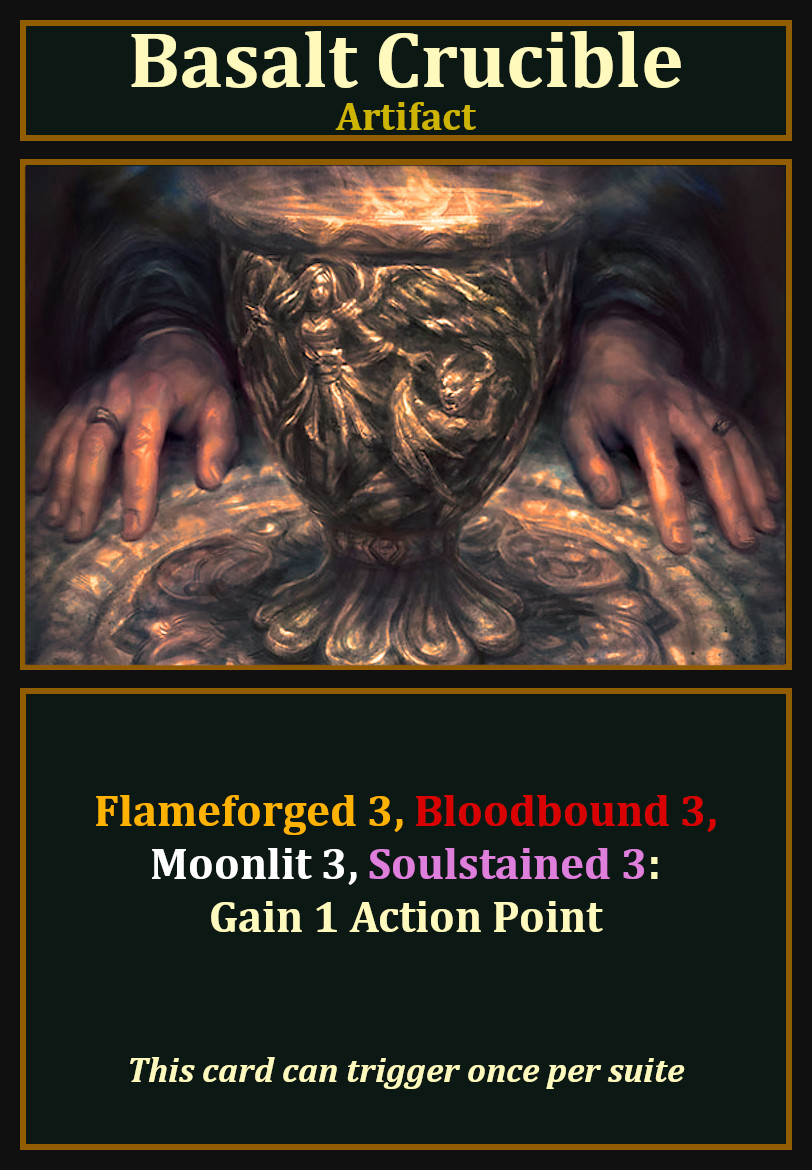 Basalt Crucible
Artifact
Flameforged 3, Bloodbound 3,
Moonlit 3, Soulstained 3:
Gain 1 Action Point
This card can trigger once per suite